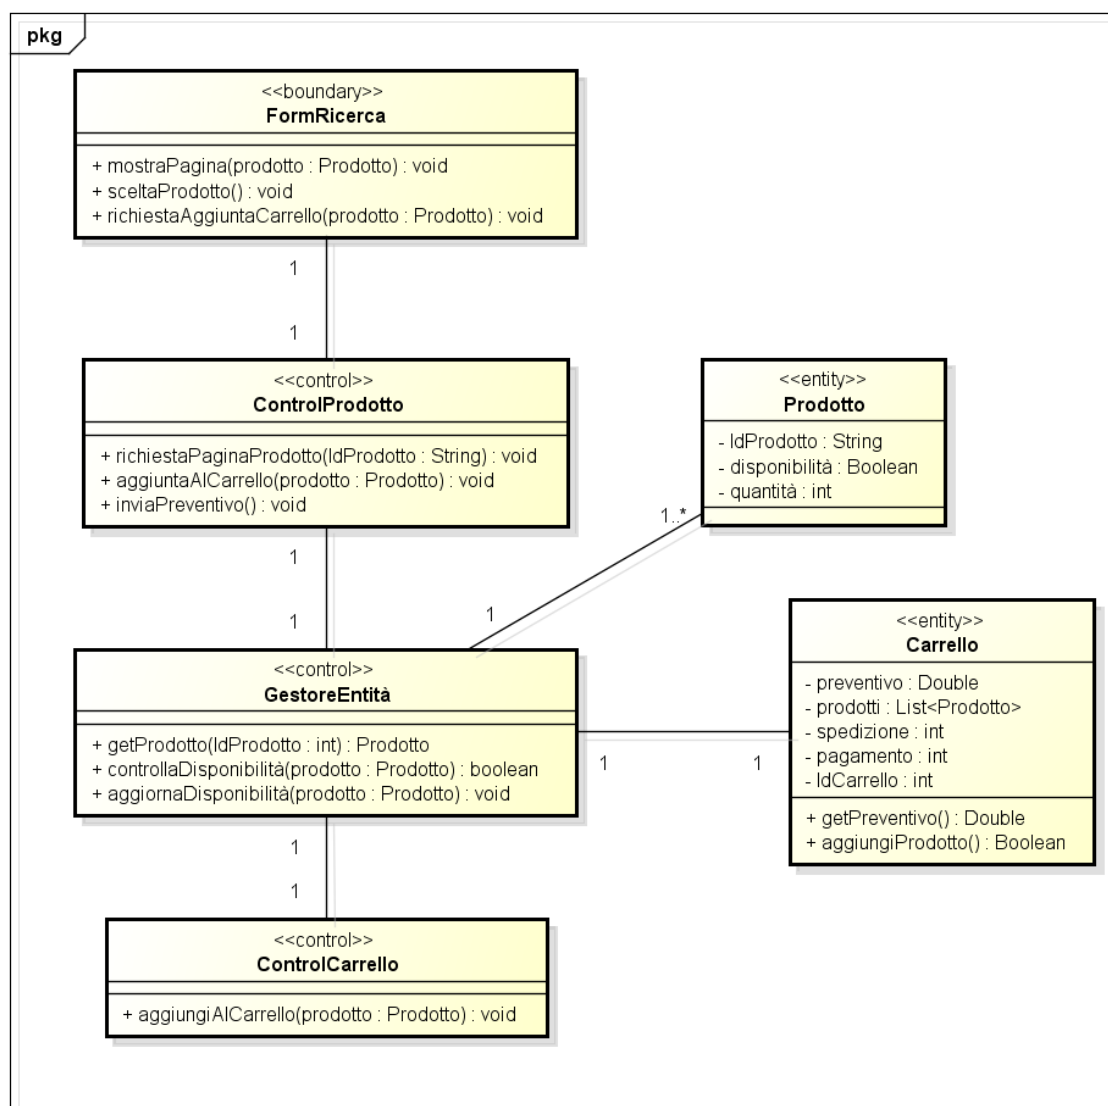 pkg
<<boundary>>
FormRicerca
+ mostraPagina(prodotto : Prodotto) : void
+ sceltaProdotto() : void
+ richiestaAggiuntaCarrello(prodotto : Prodotto) : void
1
1
<<control>>
ControlProdotto
+ richiestaPaginaProdotto(IdProdotto : String) : void
+ aggiuntaAlCarrello(prodotto : Prodotto) : void
+ inviaPreventivo() : void
<<entity>>
Prodotto
- IdProdotto : String
- disponibilità : Boolean
- quantità : int
1..*
1
1
1
<<control>>
GestoreEntità
+ getProdotto(IdProdotto : int) : Prodotto
+ controllaDisponibilità(prodotto : Prodotto) : boolean
+ aggiornaDisponibilità(prodotto : Prodotto) : void
<<entity>>
Carrello
- preventivo : Double
- prodotti : List<Prodotto>
- spedizione : int
- pagamento : int
- IdCarrello : int
+ getPreventivo() : Double
+ aggiungiProdotto() : Boolean
1
1
1
1
<<control>>
ControlCarrello
+ aggiungiAlCarrello(prodotto : Prodotto) : void